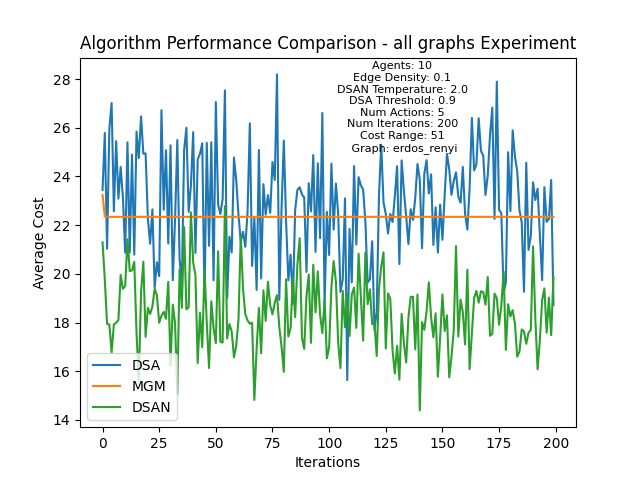 Algorithm Performance Comparison - all graphs Experiment
Agents: 10
Edge Density: 0.1
DSAN Temperature: 2.0
DSA Threshold: 0.9
Num Actions: 5
Num Iterations: 200
Cost Range: 51
Graph: erdos_renyi
Average Cost
28
26
24
22
20
18
16
14
DSA
MGM
DSAN
0 25 50 75 100 125 150 175 200
Iterations